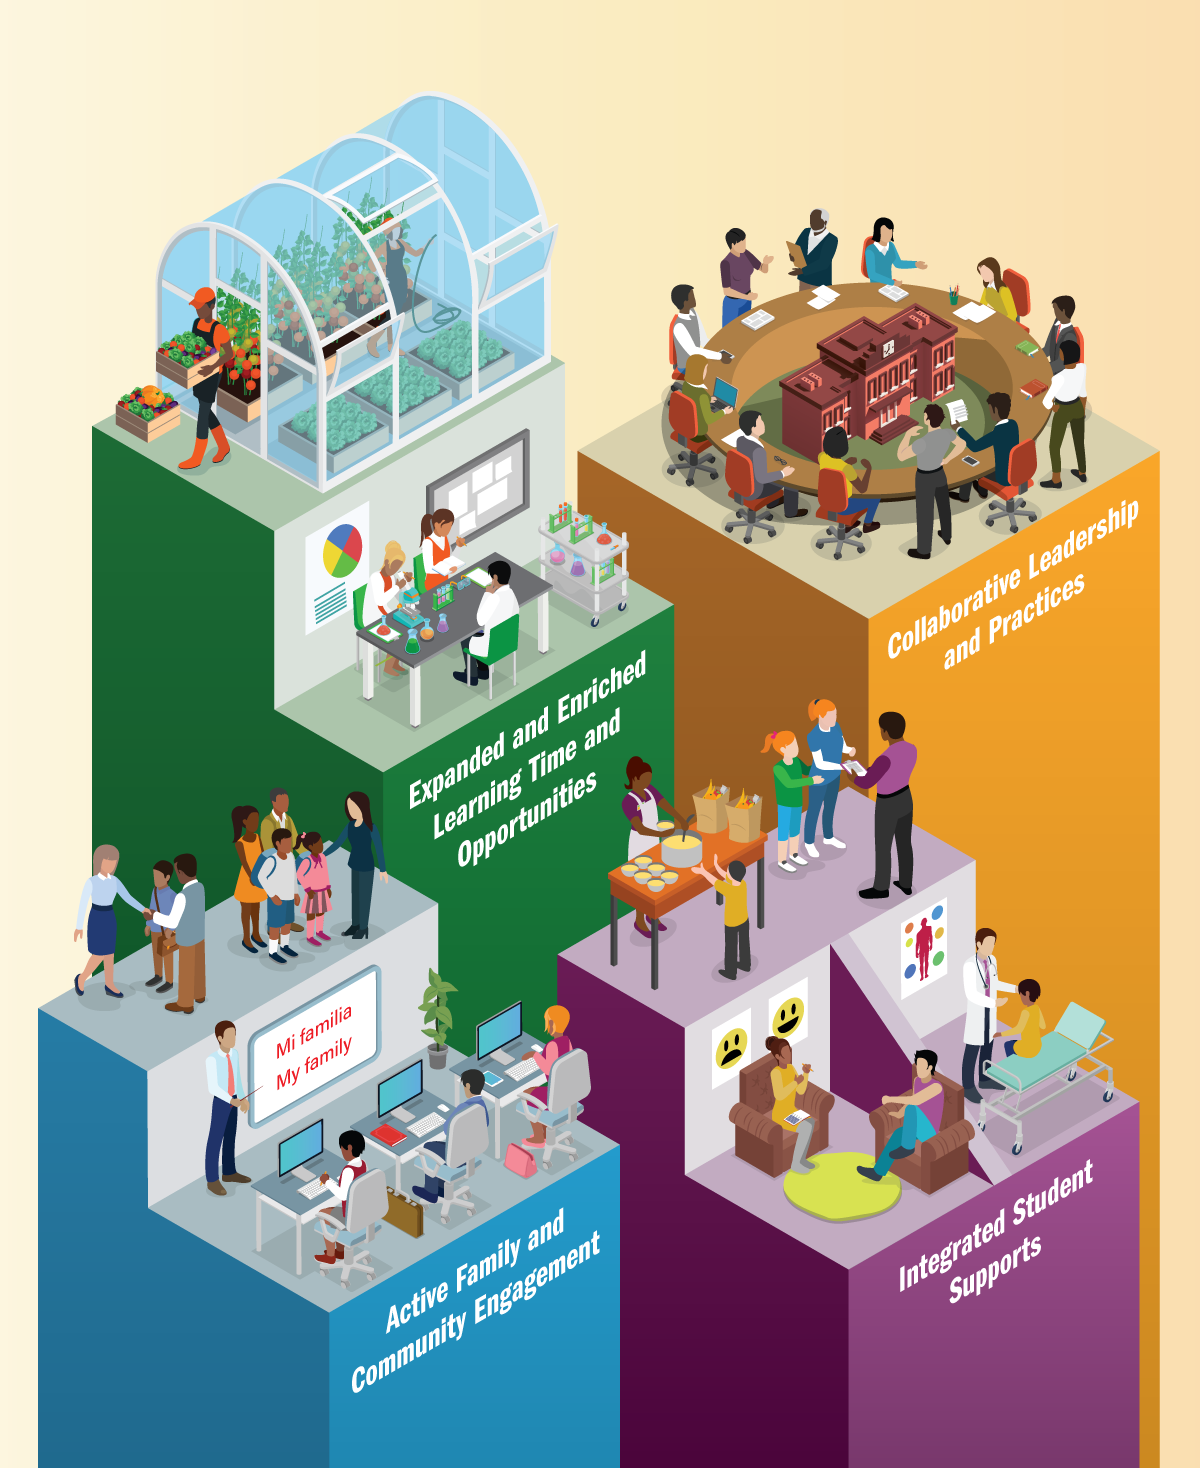 Collaborative Leadership
and Practices
Expanded and Enriched
Learning Time and
Opportunities
Mi familia
My family
Integrated Student
Supports
Active Family and
Community Engagement